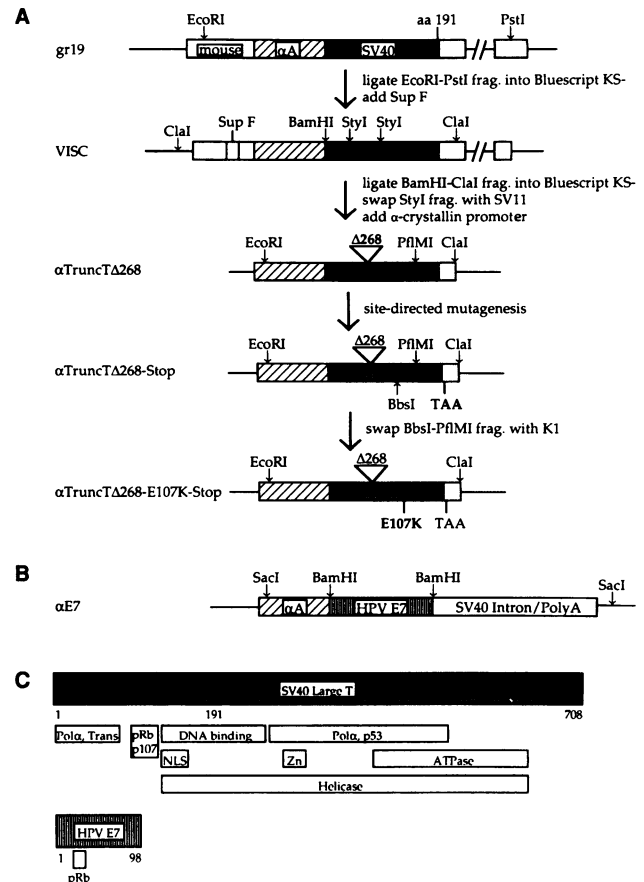 A
EcoRI aa 191 PstI
gr19 mouse αA SV40
ligate EcoRI-PstI frag. into Bluescript KS-
add Sup F
ClaI Sup F BamHI StyI StyI ClaI
VISC
ligate BamHI-ClaI frag. into Bluescript KS-
swap StyI frag. with SV11
add α-crystallin promoter
EcoRI Δ268 PflMI ClaI
αTruncTΔ268
site-directed mutagenesis
EcoRI Δ268 PflMI ClaI
αTruncTΔ268-Stop
BbsI TAA
swap BbsI-PflMI frag. with K1
EcoRI Δ268 ClaI
αTruncTΔ268-E107K-Stop
E107K TAA
B
SacI BamHI BamHI SacI
αE7 αA HPV E7 SV40 Intron/PolyA
C
SV40 Large T
1 191 708
Polα, Trans pRb DNA binding Polα, p53
p107
NLS Zn ATPase
Helicase
HPV E7
1 98
pRb